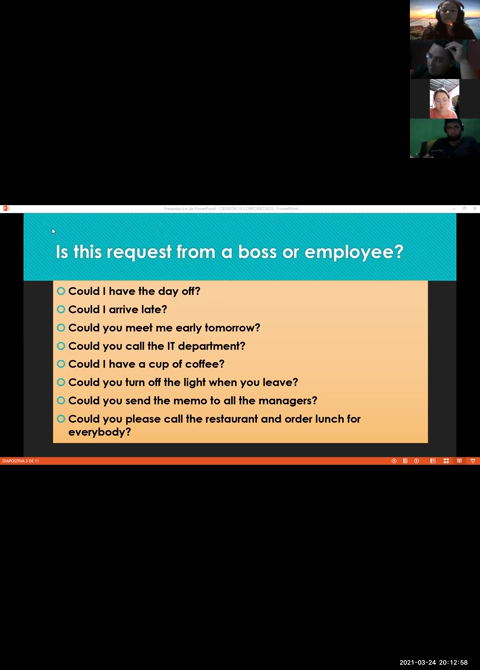 Is this request from a boss or employee?
Could I have the day off?
Could I arrive late?
Could you meet me early tomorrow?
Could you call the IT department?
Could I have a cup of coffee?
Could you turn off the light when you leave?
Could you send the memo to all the managers?
Could you please call the restaurant and order lunch for
everybody?
2021-03-24 20:12:58